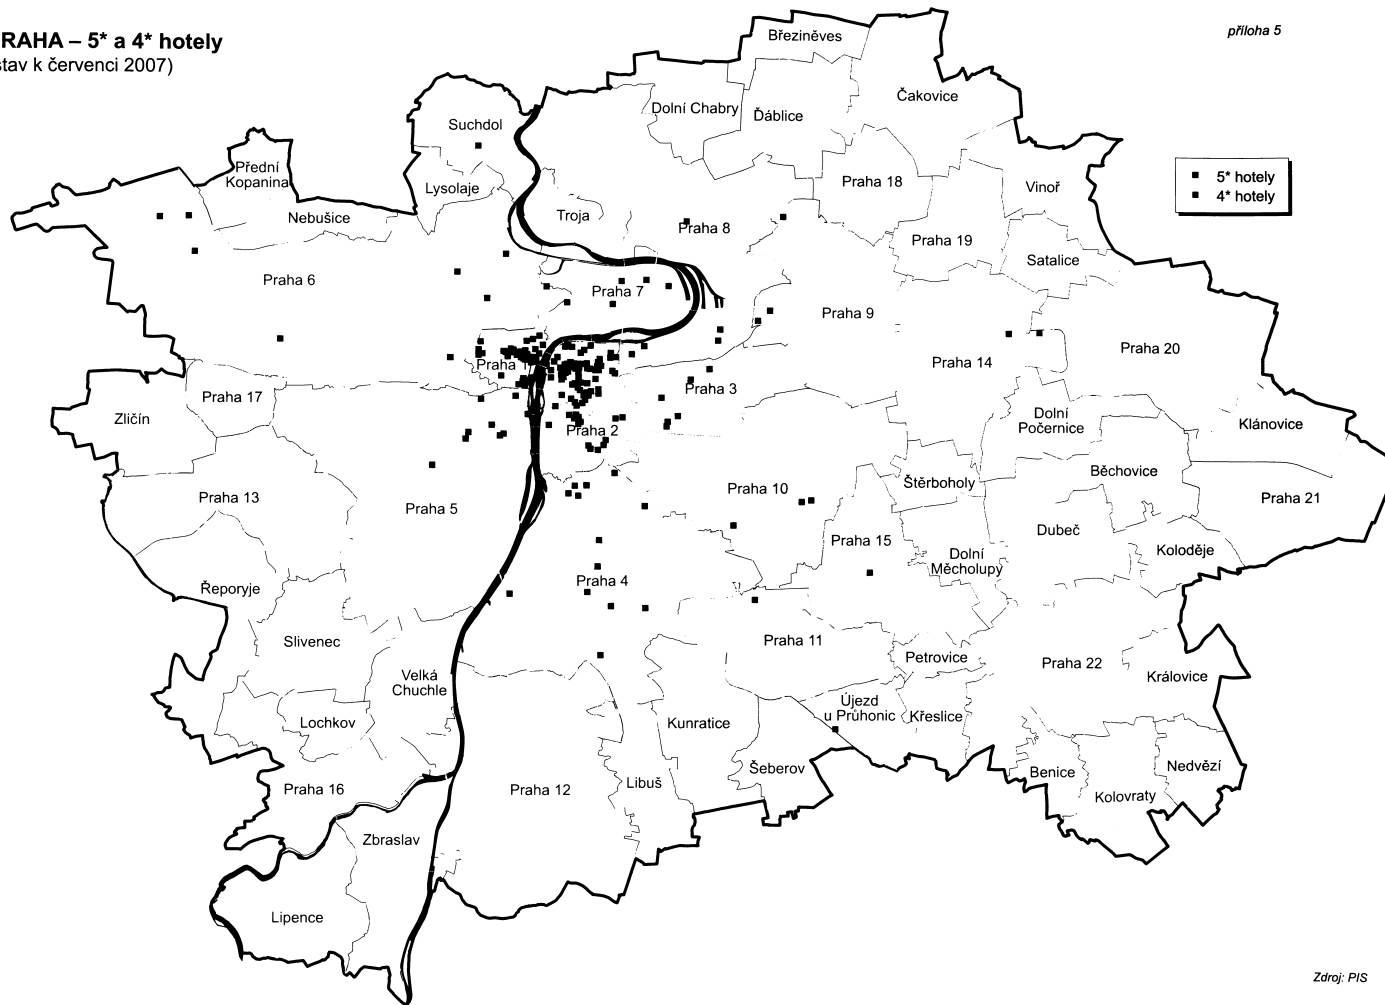 RAHA – 5* a 4* hotely
stav k červenci 2007)
příloha 5
Březiněves
Čakovice
Dolní Chabry
Ďáblice
Suchdol
5* hotely
4* hotely
Přední
Kopanina
Lysolaje
Praha 18
Vinoř
Nebušice
Troja
Praha 8
Praha 19
Satalice
Praha 6
Praha 7
Praha 9
Praha 20
Praha 14
Praha 1
Praha 3
Praha 17
Zličín
Dolní
Počernice
Klánovice
Praha 2
Běchovice
Štěrboholy
Praha 10
Praha 13
Praha 21
Praha 5
Dubeč
Praha 15
Koloděje
Dolní
Měcholupy
Praha 4
Řeporyje
Slivenec
Praha 11
Petrovice
Praha 22
Královice
Velká
Chuchle
Újezd
u Průhonic
Křeslice
Lochkov
Kunratice
Šeberov
Benice
Nedvězí
Praha 16
Praha 12
Libuš
Kolovraty
Zbraslav
Lipence
Zdroj: PIS